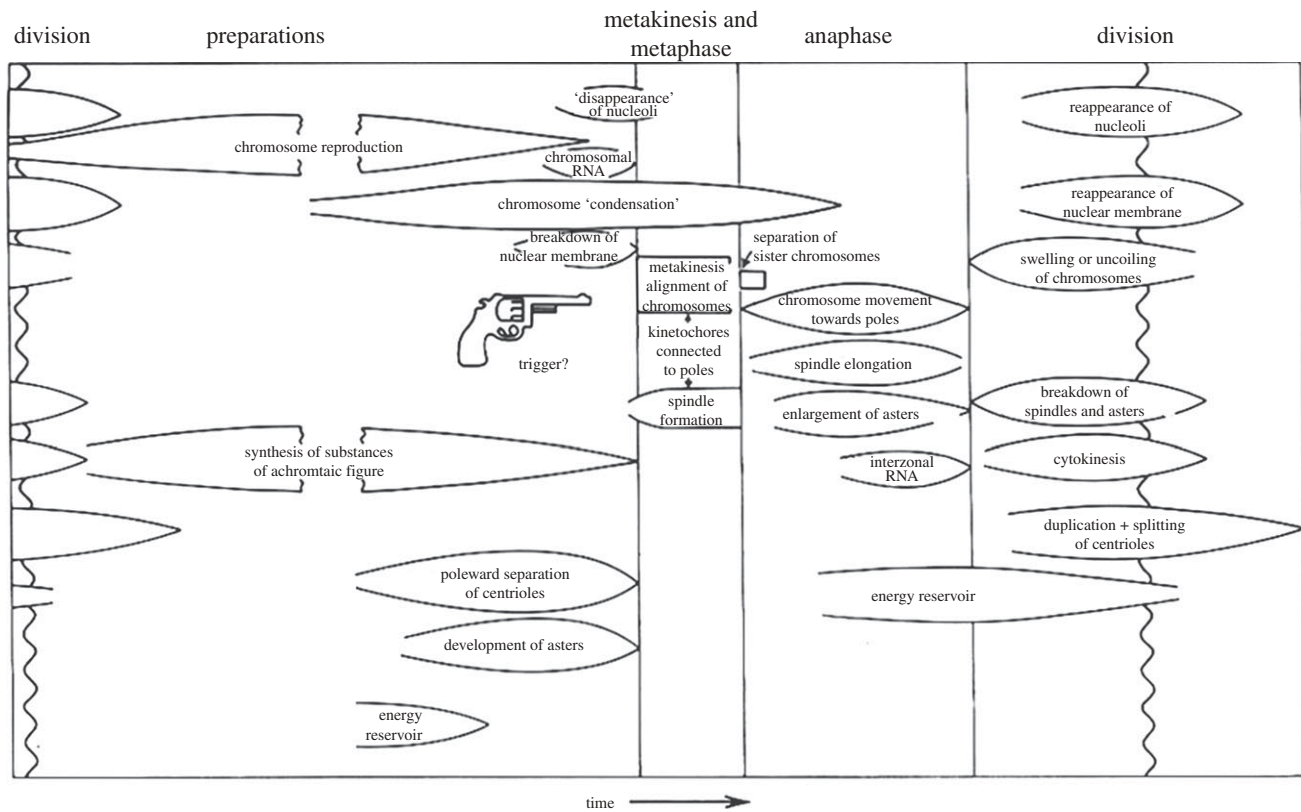 division
preparations
metakinesis and
metaphase
anaphase
division
'disappearance'
of nucleoli
reappearance of
nucleoli
chromosome reproduction
chromosomal
RNA
chromosome 'condensation'
reappearance of
nuclear membrane
breakdown of
nuclear membrane
separation of
sister chromosomes
swelling or uncoiling
of chromosomes
metakinesis
alignment of
chromosomes
chromosome movement
towards poles
trigger?
kinetochores
connected
to poles
spindle elongation
spindle
formation
enlargement of asters
breakdown of
spindles and asters
synthesis of substances
of achromtaic figure
interzonal
RNA
cytokinesis
duplication + splitting
of centrioles
poleward separation
of centrioles
energy reservoir
development of asters
energy
reservoir
time